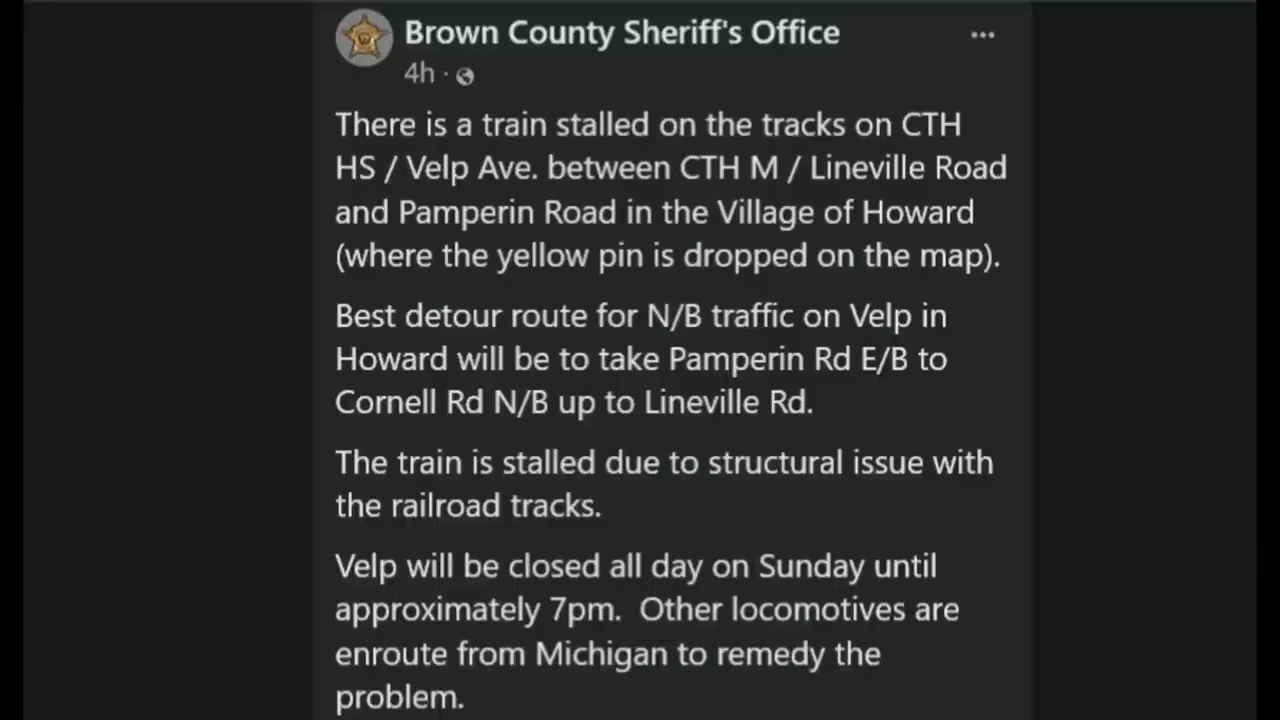 Brown County Sheriff's Office
...
4h ·
There is a train stalled on the tracks on CTH
HS / Velp Ave. between CTH M / Lineville Road
and Pamperin Road in the Village of Howard
(where the yellow pin is dropped on the map).
Best detour route for N/B traffic on Velp in
Howard will be to take Pamperin Rd E/B to
Cornell Rd N/B up to Lineville Rd.
The train is stalled due to structural issue with
the railroad tracks.
Velp will be closed all day on Sunday until
approximately 7pm.  Other locomotives are
enroute from Michigan to remedy the
problem.